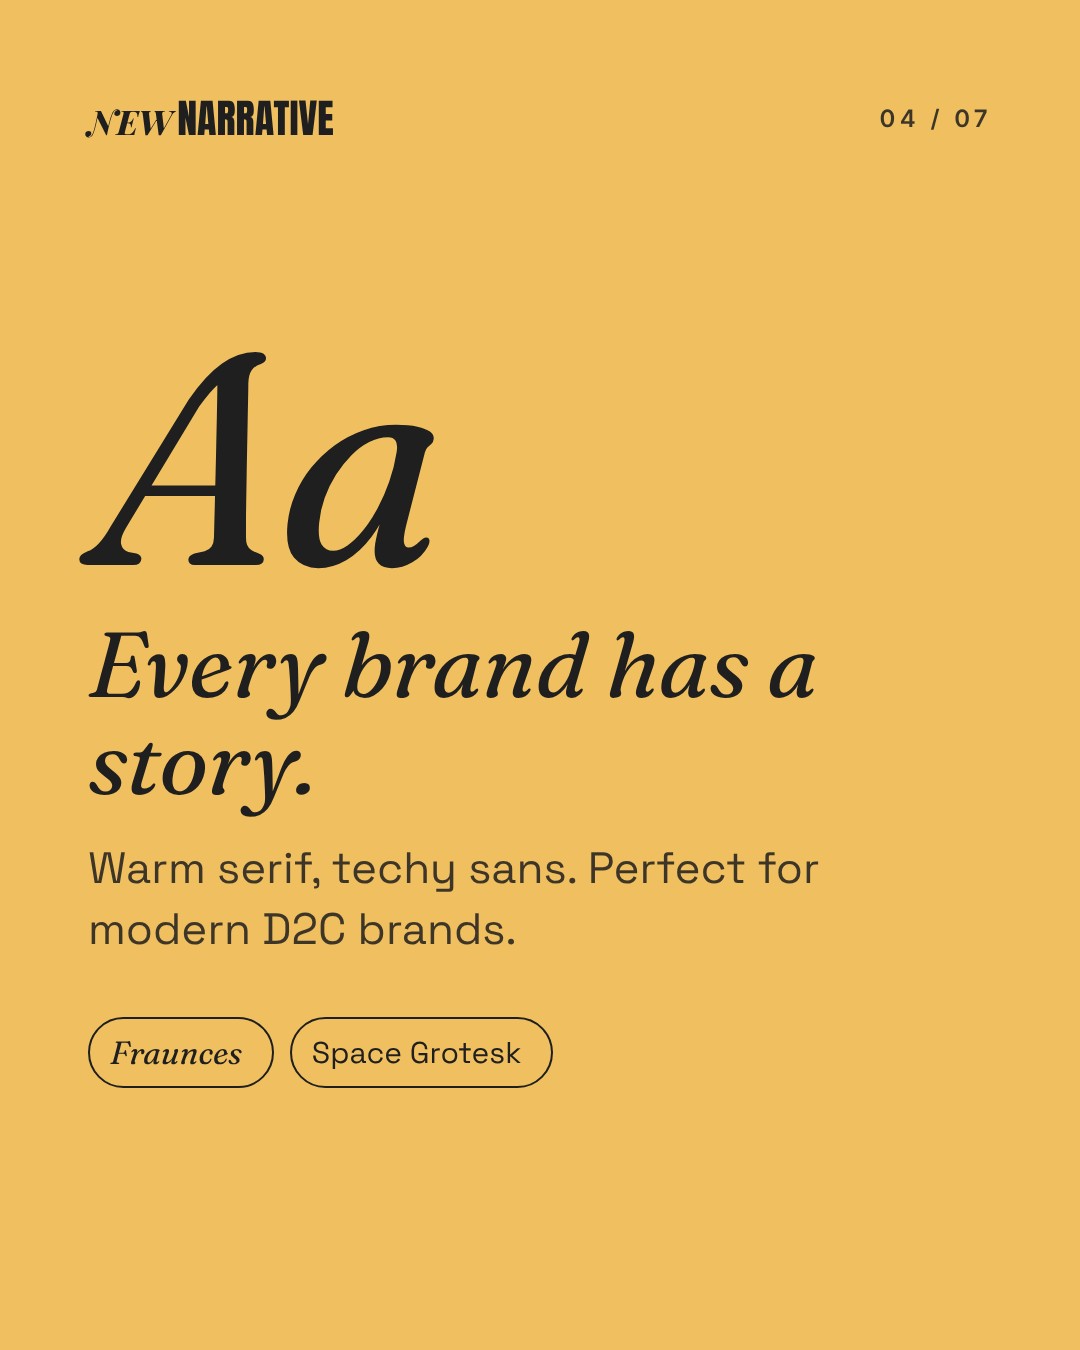 NEW NARRATIVE
04 / 07
Aa
Every brand has a
story.
Warm serif, techy sans. Perfect for
modern D2C brands.
Fraunces
Space Grotesk